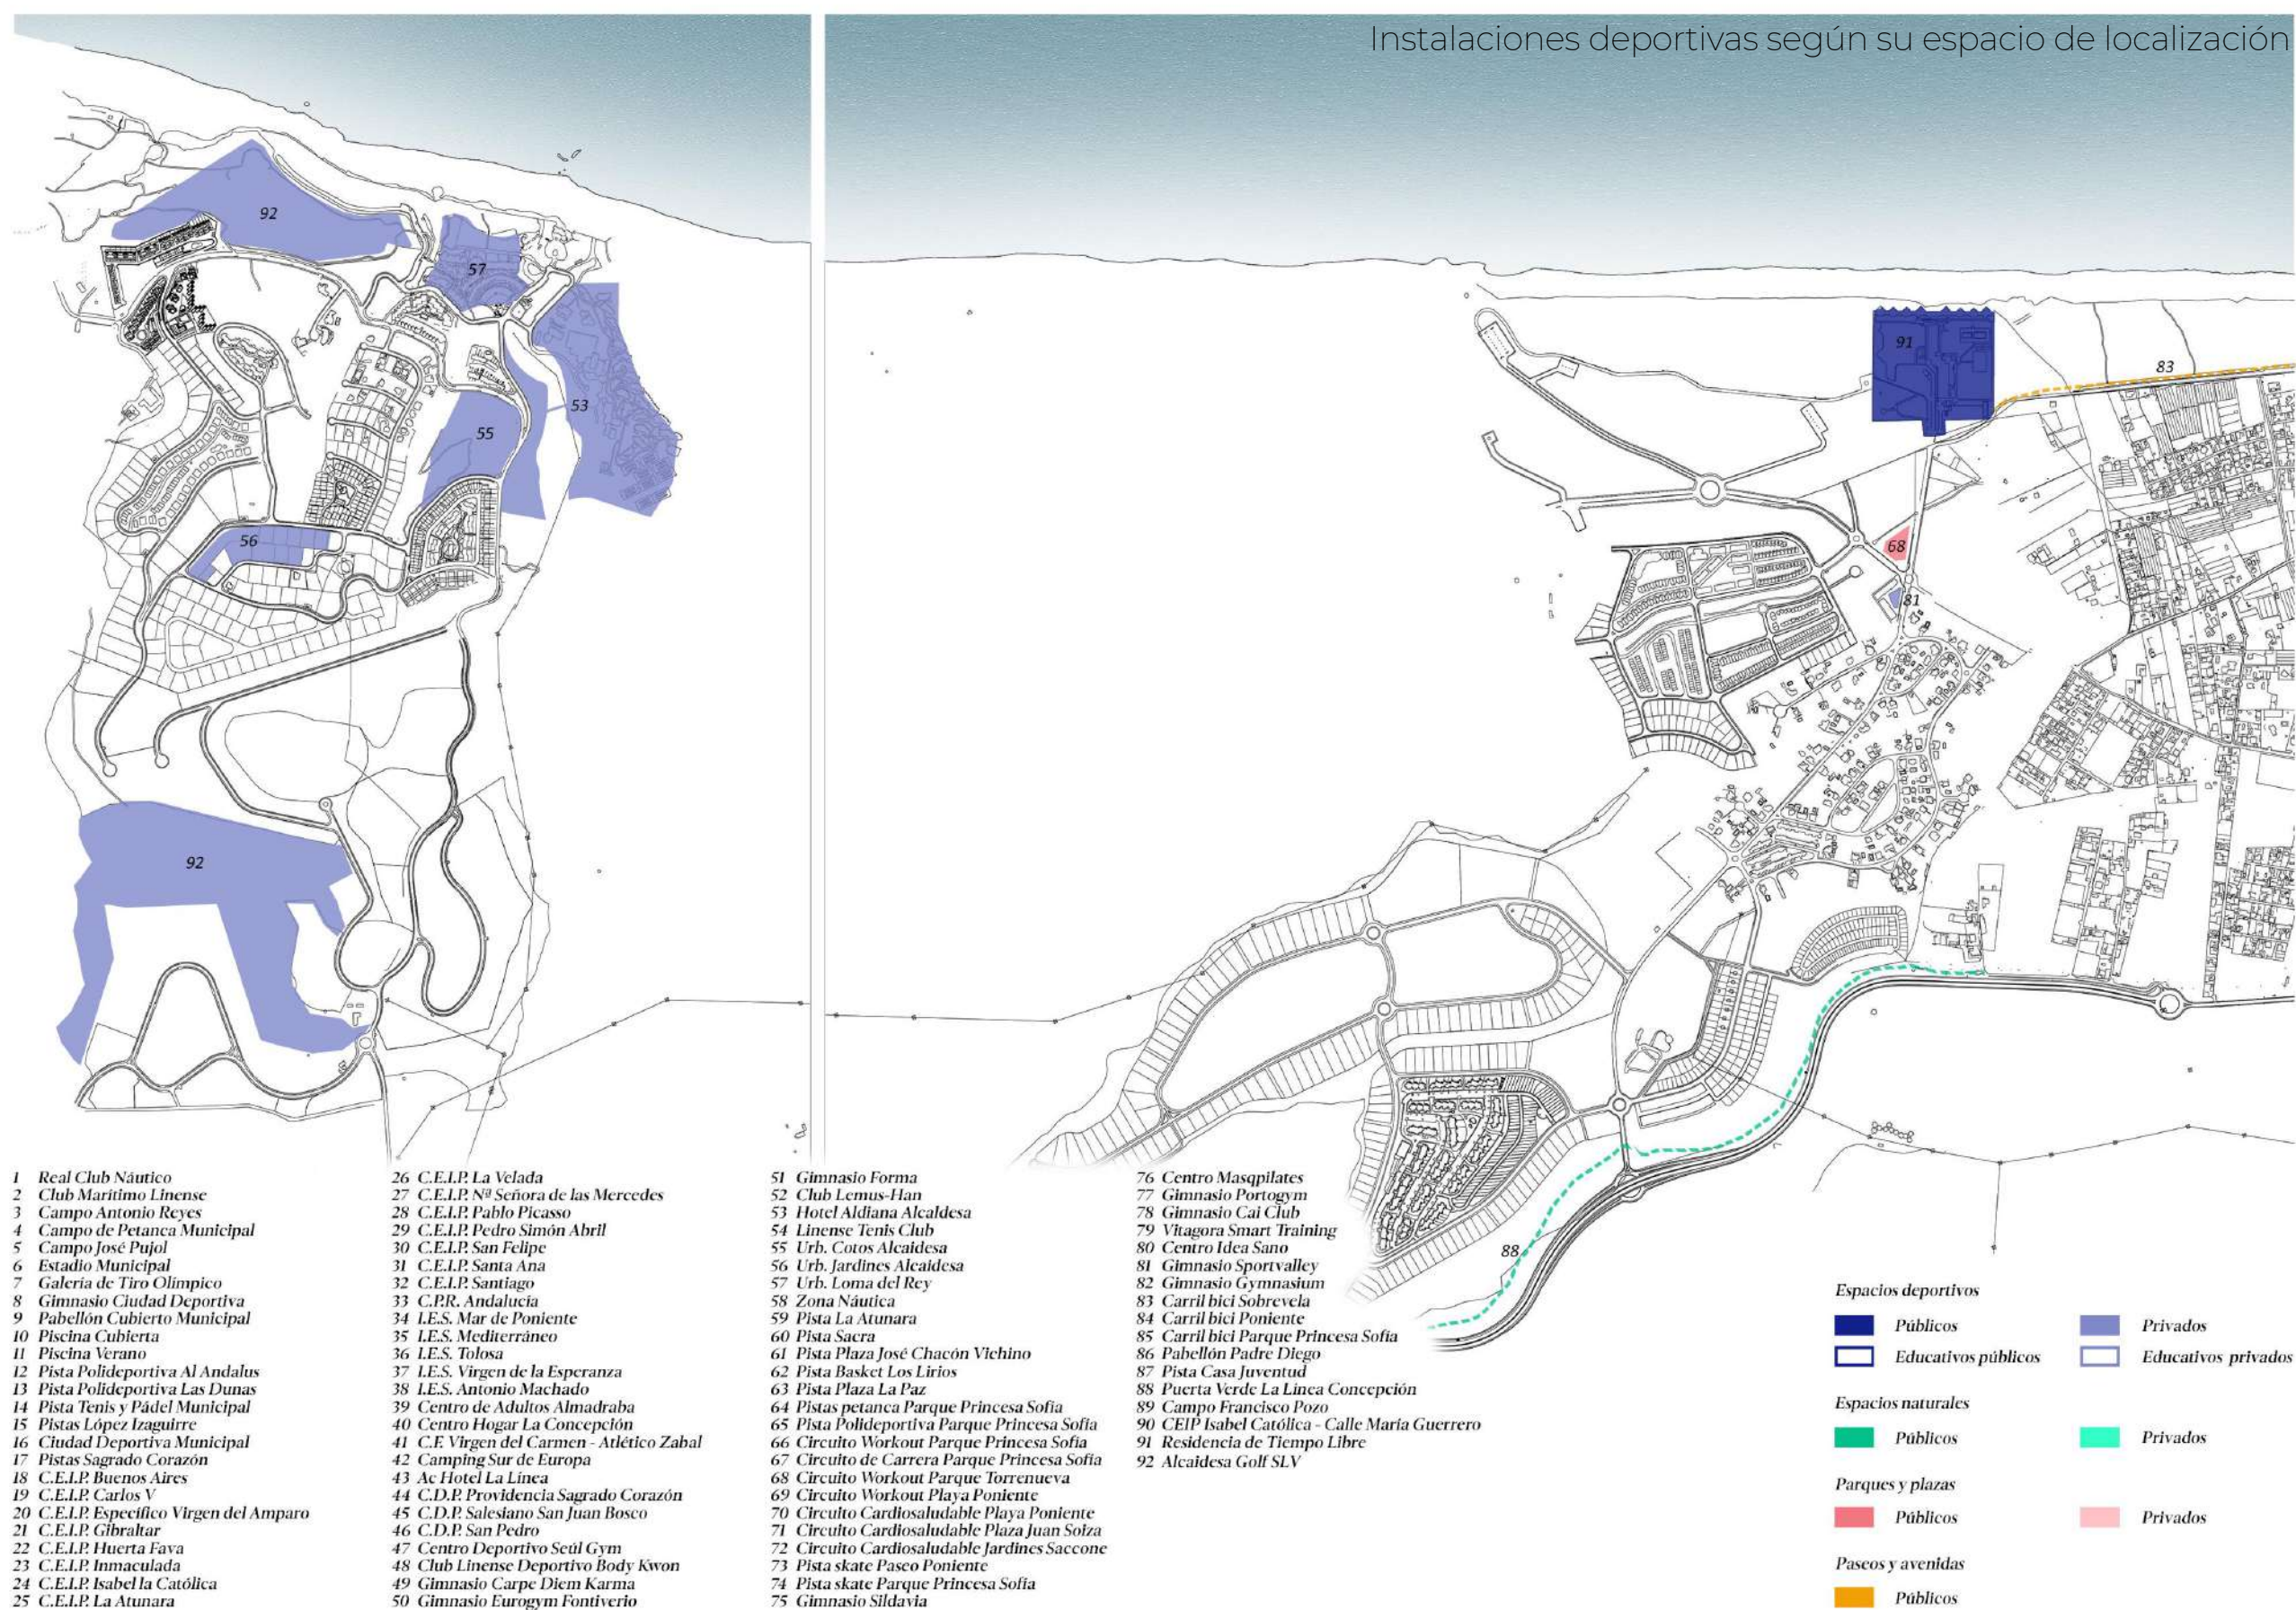 Instalaciones deportivas según su espacio de localización
92
57
53
55
56
92
91
83
68
81
88
1 Real Club Náutico
2 Club Marítimo Linense
3 Campo Antonio Reyes
4 Campo de Petanca Municipal
5 Campo José Pujol
6 Estadio Municipal
7 Galería de Tiro Olímpico
8 Gimnasio Ciudad Deportiva
9 Pabellón Cubierto Municipal
10 Piscina Cubierta
11 Piscina Verano
12 Pista Polideportiva Al Andalus
13 Pista Polideportiva Las Dunas
14 Pista Tenis y Pádel Municipal
15 Pistas López Izaguirre
16 Ciudad Deportiva Municipal
17 Pistas Sagrado Corazón
18 C.E.I.P. Buenos Aires
19 C.E.I.P. Carlos V
20 C.E.I.P. Específico Virgen del Amparo
21 C.E.I.P. Gibraltar
22 C.E.I.P. Huerta Fava
23 C.E.I.P. Inmaculada
24 C.E.I.P. Isabel la Católica
25 C.E.I.P. La Atunara
26 C.E.I.P. La Velada
27 C.E.I.P. Nª Señora de las Mercedes
28 C.E.I.P. Pablo Picasso
29 C.E.I.P. Pedro Simón Abril
30 C.E.I.P. San Felipe
31 C.E.I.P. Santa Ana
32 C.E.I.P. Santiago
33 C.P.R. Andalucía
34 I.E.S. Mar de Poniente
35 I.E.S. Mediterráneo
36 I.E.S. Tolosa
37 I.E.S. Virgen de la Esperanza
38 I.E.S. Antonio Machado
39 Centro de Adultos Almadraba
40 Centro Hogar La Concepción
41 C.F. Virgen del Carmen - Atlético Zabal
42 Camping Sur de Europa
43 Ac Hotel La Línea
44 C.D.P. Providencia Sagrado Corazón
45 C.D.P. Salesiano San Juan Bosco
46 C.D.P. San Pedro
47 Centro Deportivo Seúl Gym
48 Club Linense Deportivo Body Kwon
49 Gimnasio Carpe Diem Karma
50 Gimnasio Eurogym Fontiverio
51 Gimnasio Forma
52 Club Lemus-Han
53 Hotel Aldiana Alcaldesa
54 Linense Tenis Club
55 Urb. Cotos Alcaidesa
56 Urb. Jardines Alcaidesa
57 Urb. Loma del Rey
58 Zona Náutica
59 Pista La Atunara
60 Pista Sacra
61 Pista Plaza José Chacón Vichino
62 Pista Basket Los Lirios
63 Pista Plaza La Paz
64 Pistas petanca Parque Princesa Sofía
65 Pista Polideportiva Parque Princesa Sofía
66 Circuito Workout Parque Princesa Sofía
67 Circuito de Carrera Parque Princesa Sofía
68 Circuito Workout Parque Torrenueva
69 Circuito Workout Playa Poniente
70 Circuito Cardiosaludable Playa Poniente
71 Circuito Cardiosaludable Plaza Juan Soiza
72 Circuito Cardiosaludable Jardines Saccone
73 Pista skate Paseo Poniente
74 Pista skate Parque Princesa Sofía
75 Gimnasio Sildavia
76 Centro Masqpilates
77 Gimnasio Portogym
78 Gimnasio Cai Club
79 Vitagora Smart Training
80 Centro Idea Sano
81 Gimnasio Sportvalley
82 Gimnasio Gymnasium
83 Carril bici Sobrevela
84 Carril bici Poniente
85 Carril bici Parque Princesa Sofía
86 Pabellón Padre Diego
87 Pista Casa Juventud
88 Puerta Verde La Línea Concepción
89 Campo Francisco Pozo
90 CEIP Isabel Católica - Calle María Guerrero
91 Residencia de Tiempo Libre
92 Alcaidesa Golf SLV
Espacios deportivos
Públicos Privados
Educativos públicos Educativos privados
Espacios naturales
Públicos Privados
Parques y plazas
Públicos Privados
Paseos y avenidas
Públicos